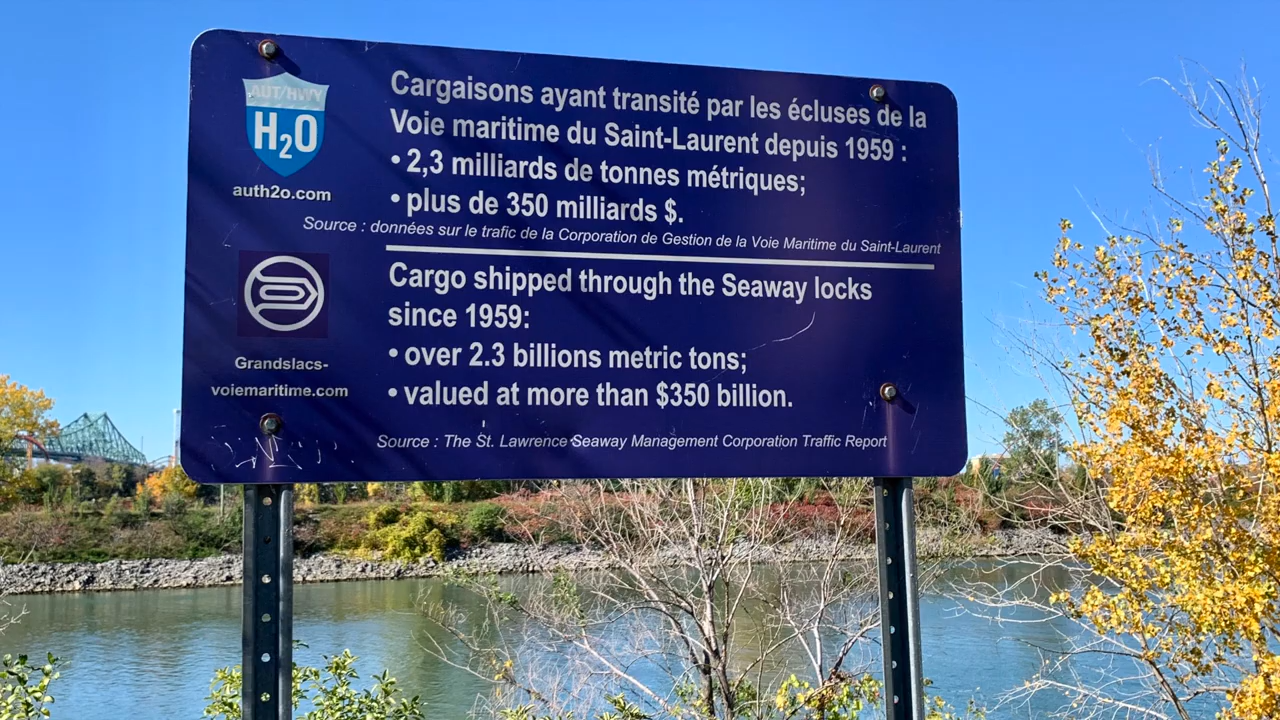 AUT/HWY
H2O
auth2o.com
Cargaisons ayant transité par les écluses de la
Voie maritime du Saint-Laurent depuis 1959 :
• 2,3 milliards de tonnes métriques;
• plus de 350 milliards $.
Source : données sur le trafic de la Corporation de Gestion de la Voie Maritime du Saint-Laurent
Grandslacs-
voiemaritime.com
Cargo shipped through the Seaway locks
since 1959:
• over 2.3 billions metric tons;
• valued at more than $350 billion.
Source : The St. Lawrence Seaway Management Corporation Traffic Report